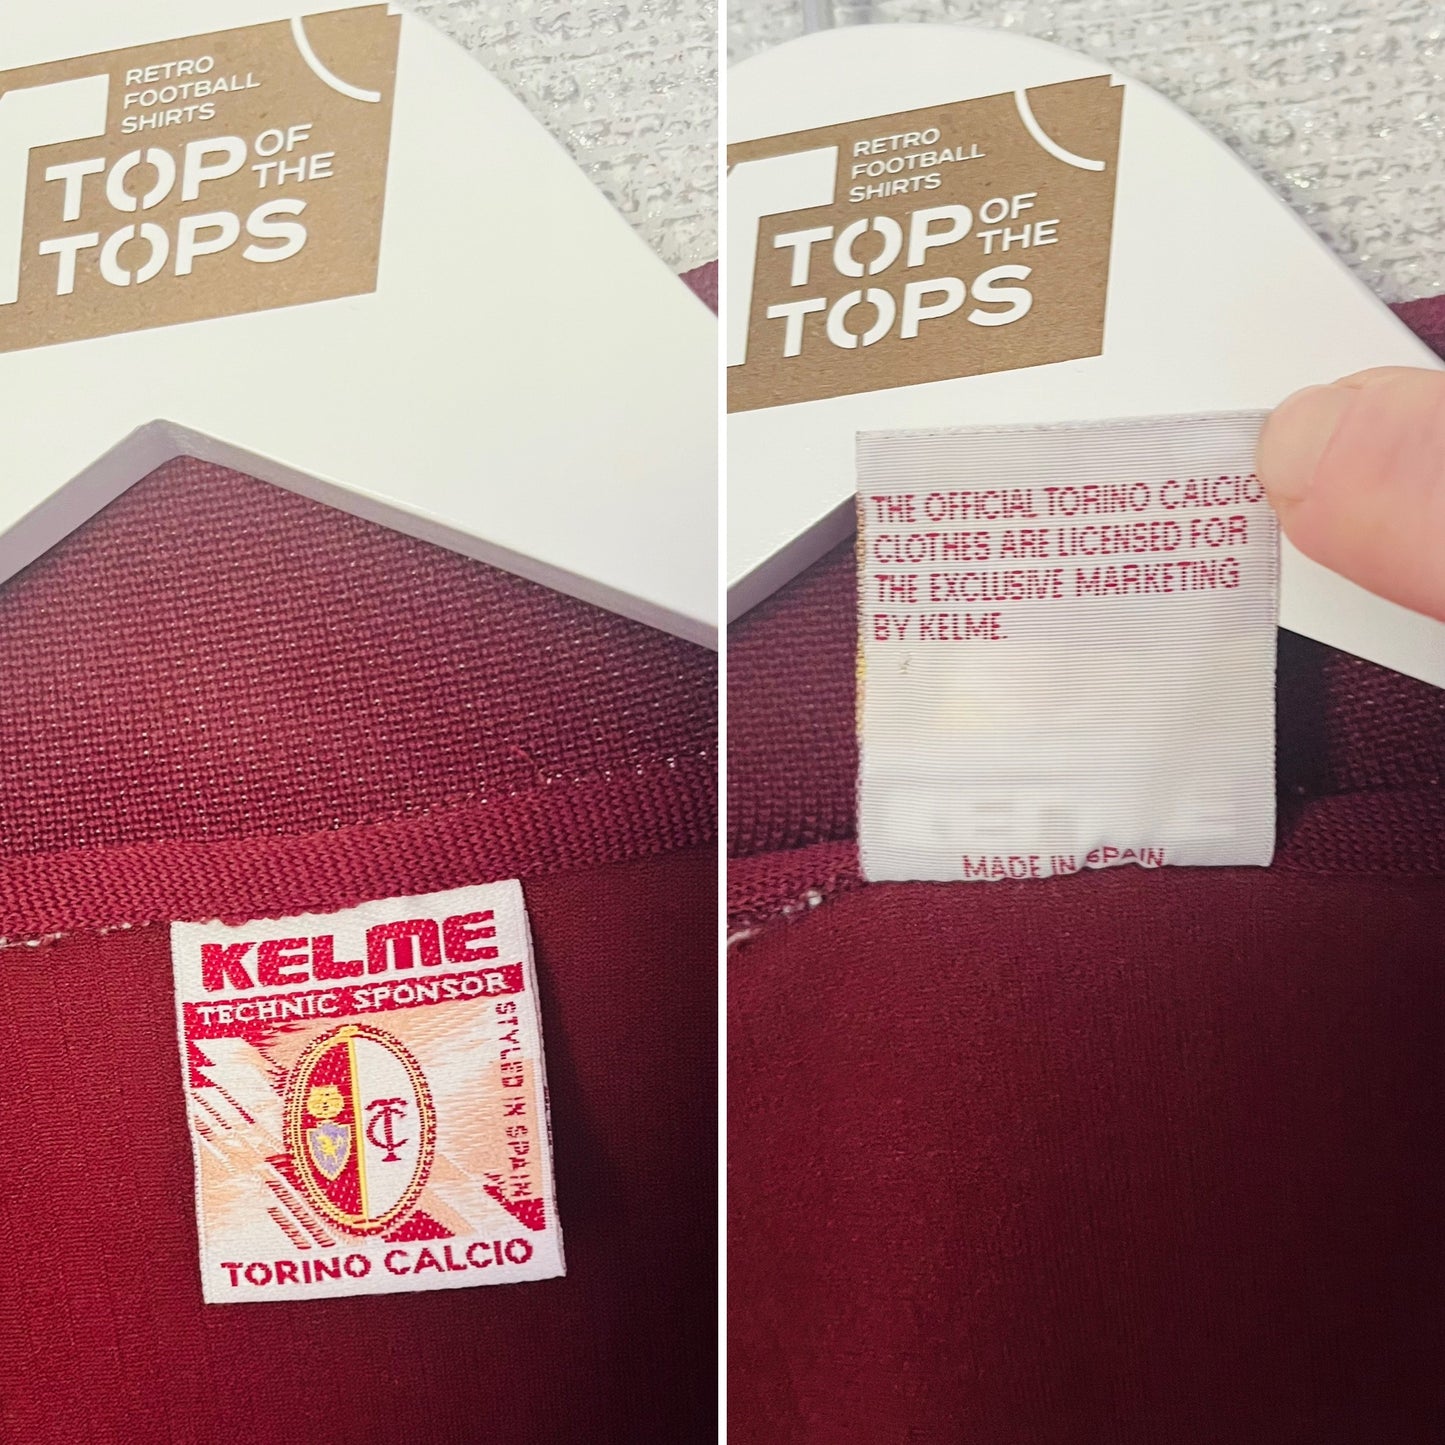 RETRO
FOOTBALL
SHIRTS
TOP OF THE
TOPS
KELME
TECHNIC SPONSOR
STYLED IN SPAIN
TC
TORINO CALCIO
RETRO
FOOTBALL
SHIRTS
TOP OF THE
TOPS
THE OFFICIAL TORINO CALCIO
CLOTHES ARE LICENSED FOR
THE EXCLUSIVE MARKETING
BY KELME.
MADE IN SPAIN